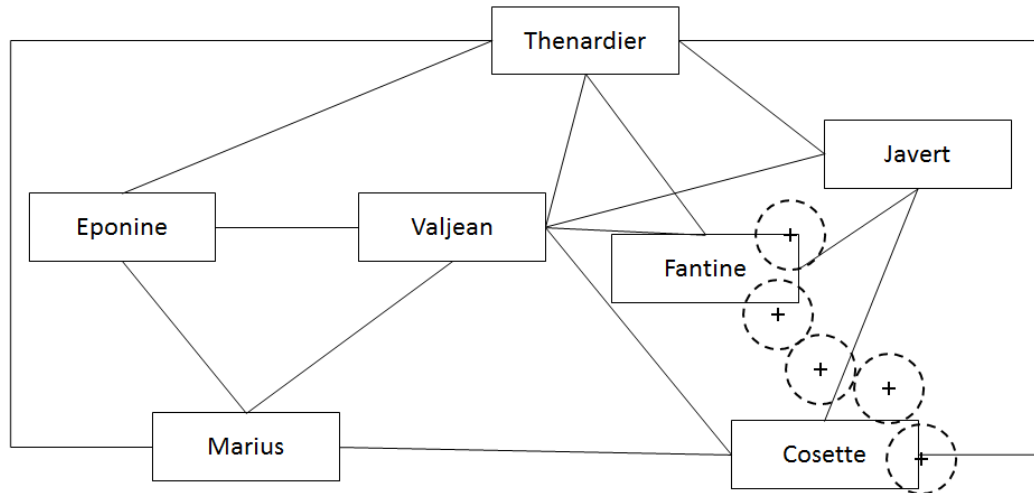 Thenardier
Javert
Eponine
Valjean
Fantine
Marius
Cosette